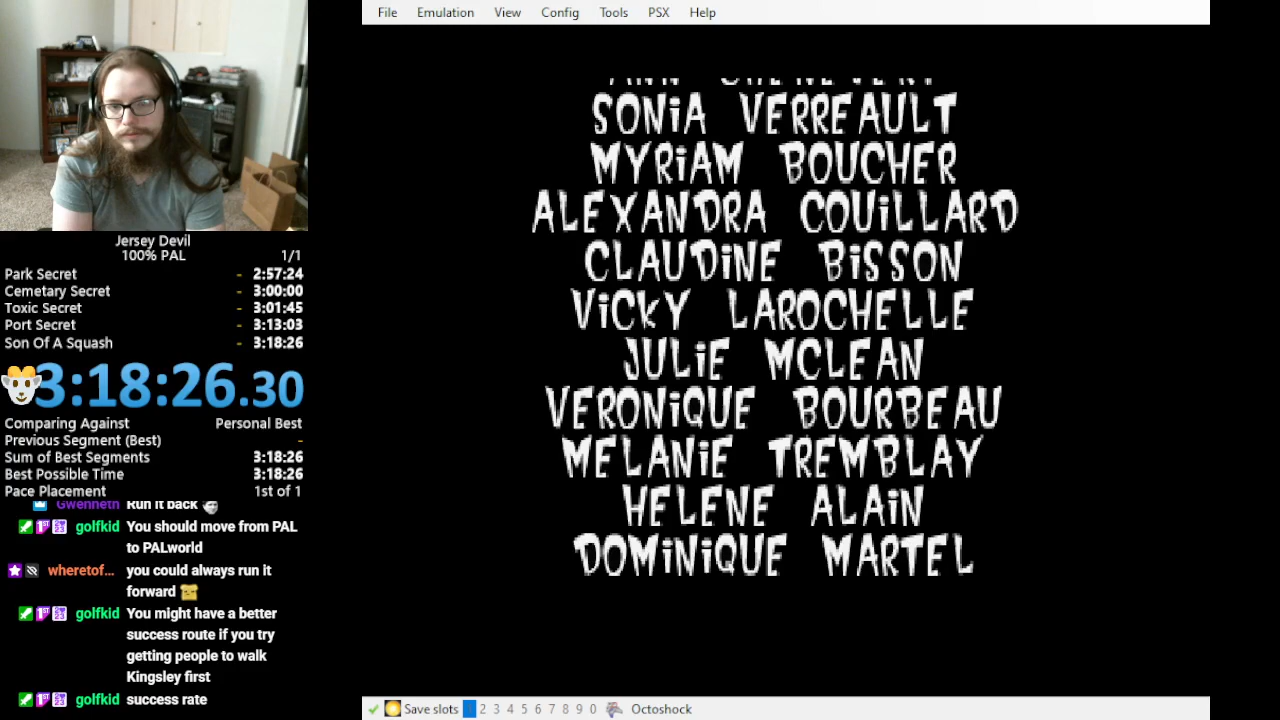 File Emulation View Config Tools PSX Help
SONiA VERREAULT
MYRiAM BOUCHER
ALEXANDRA COUiLLARD
CLAUDiNE BiSSON
ViCKY LAROCHELLE
JULiE MCLEAN
VERONiQUE BOURBEAU
MELANiE TREMBLAY
HELENE ALAiN
DOMiNiQUE MARTEL
Jersey Devil
100% PAL 1/1
Park Secret - 2:57:24
Cemetary Secret - 3:00:00
Toxic Secret - 3:01:45
Port Secret - 3:13:03
Son Of A Squash - 3:18:26
3:18:26.30
Comparing Against Personal Best
Previous Segment (Best) -
Sum of Best Segments 3:18:26
Best Possible Time 3:18:26
Pace Placement 1st of 1
Gwenneth Run it back
golfkid You should move from PAL
to PALworld
wheretof... you could always run it
forward
golfkid You might have a better
success route if you try
getting people to walk
Kingsley first
golfkid success rate
Save slots 1 2 3 4 5 6 7 8 9 0 Octoshock